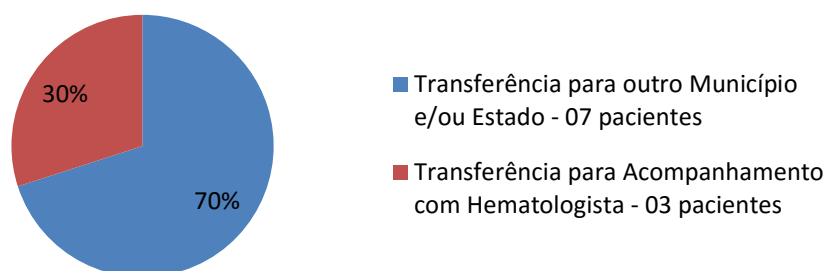 30%
70%
Transferência para outro Município
e/ou Estado - 07 pacientes
Transferência para Acompanhamento
com Hematologista - 03 pacientes